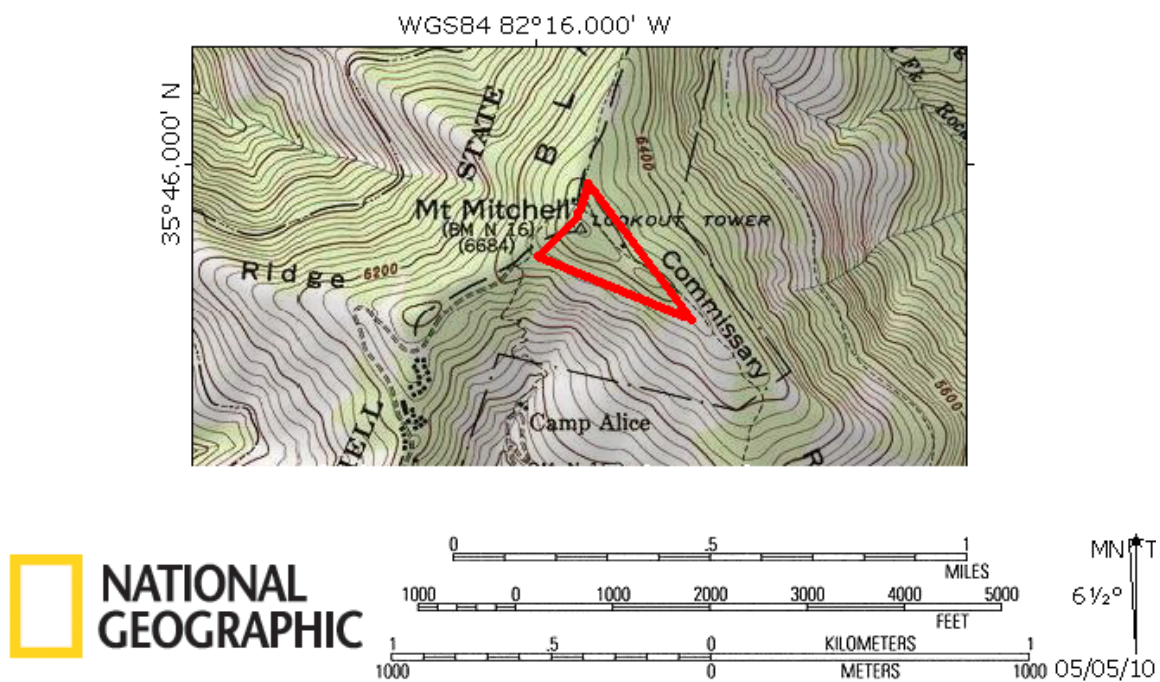 WGS84 82°16.000' W
35°46.000' N
STATE
B L
Fk
Rock
6400
Mt Mitchell
LOOKOUT TOWER
(BM N 16)
(6684)
Ridge
6200
Commissary
6600
Camp Alice
R
NATIONAL
GEOGRAPHIC
0 .5 1
MILES
1000 0 1000 2000 3000 4000 5000
FEET
1 .5 0 KILOMETERS 1
1000 0 METERS 1000
MN T
6½°
05/05/10